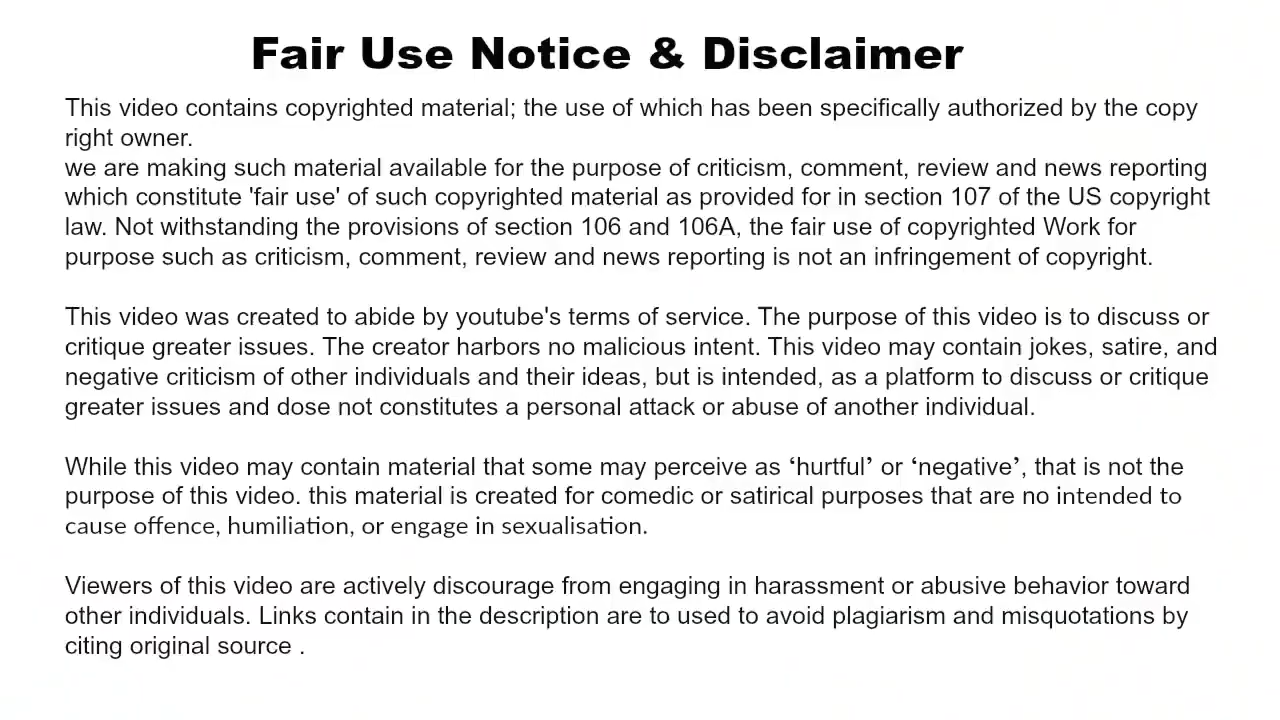 Fair Use Notice & Disclaimer
This video contains copyrighted material; the use of which has been specifically authorized by the copy
right owner.
we are making such material available for the purpose of criticism, comment, review and news reporting
which constitute 'fair use' of such copyrighted material as provided for in section 107 of the US copyright
law. Not withstanding the provisions of section 106 and 106A, the fair use of copyrighted Work for
purpose such as criticism, comment, review and news reporting is not an infringement of copyright.
This video was created to abide by youtube's terms of service. The purpose of this video is to discuss or
critique greater issues. The creator harbors no malicious intent. This video may contain jokes, satire, and
negative criticism of other individuals and their ideas, but is intended, as a platform to discuss or critique
greater issues and dose not constitutes a personal attack or abuse of another individual.
While this video may contain material that some may perceive as ‘hurtful’ or ‘negative’, that is not the
purpose of this video. this material is created for comedic or satirical purposes that are no intended to
cause offence, humiliation, or engage in sexualisation.
Viewers of this video are actively discourage from engaging in harassment or abusive behavior toward
other individuals. Links contain in the description are to used to avoid plagiarism and misquotations by
citing original source .